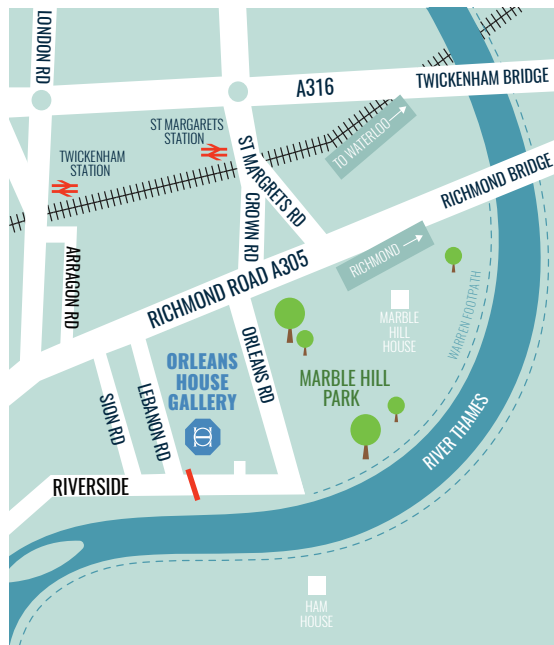 LONDON RD
A316
TWICKENHAM BRIDGE
ST MARGARETS
STATION
TO WATERLOO
TWICKENHAM
STATION
ST MARGRETS RD
CROWN RD
RICHMOND BRIDGE
ARRAGON RD
RICHMOND ROAD A305
RICHMOND
WARREN FOOTPATH
MARBLE
HILL
HOUSE
ORLEANS RD
ORLEANS
HOUSE
GALLERY
MARBLE HILL
PARK
SION RD
LEBANON RD
RIVER THAMES
RIVERSIDE
HAM
HOUSE